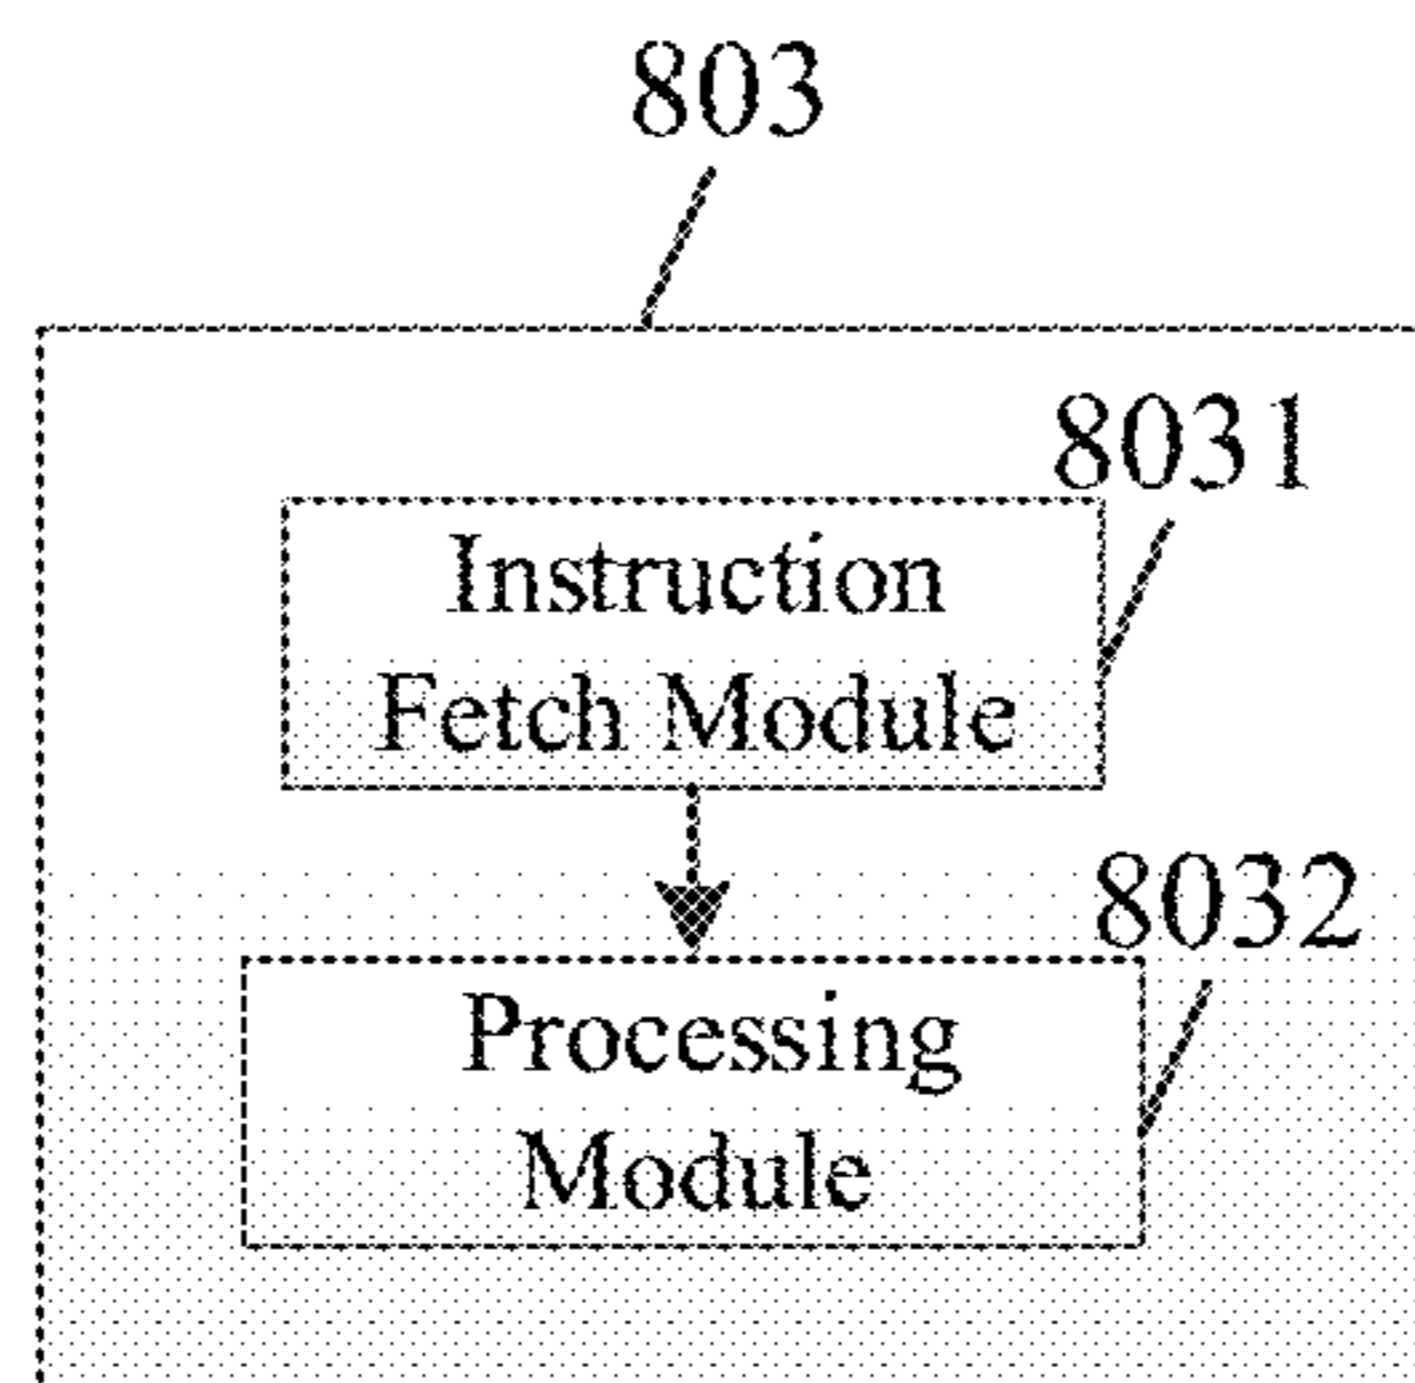 803
8031
Instruction
Fetch Module
8032
Processing
Module